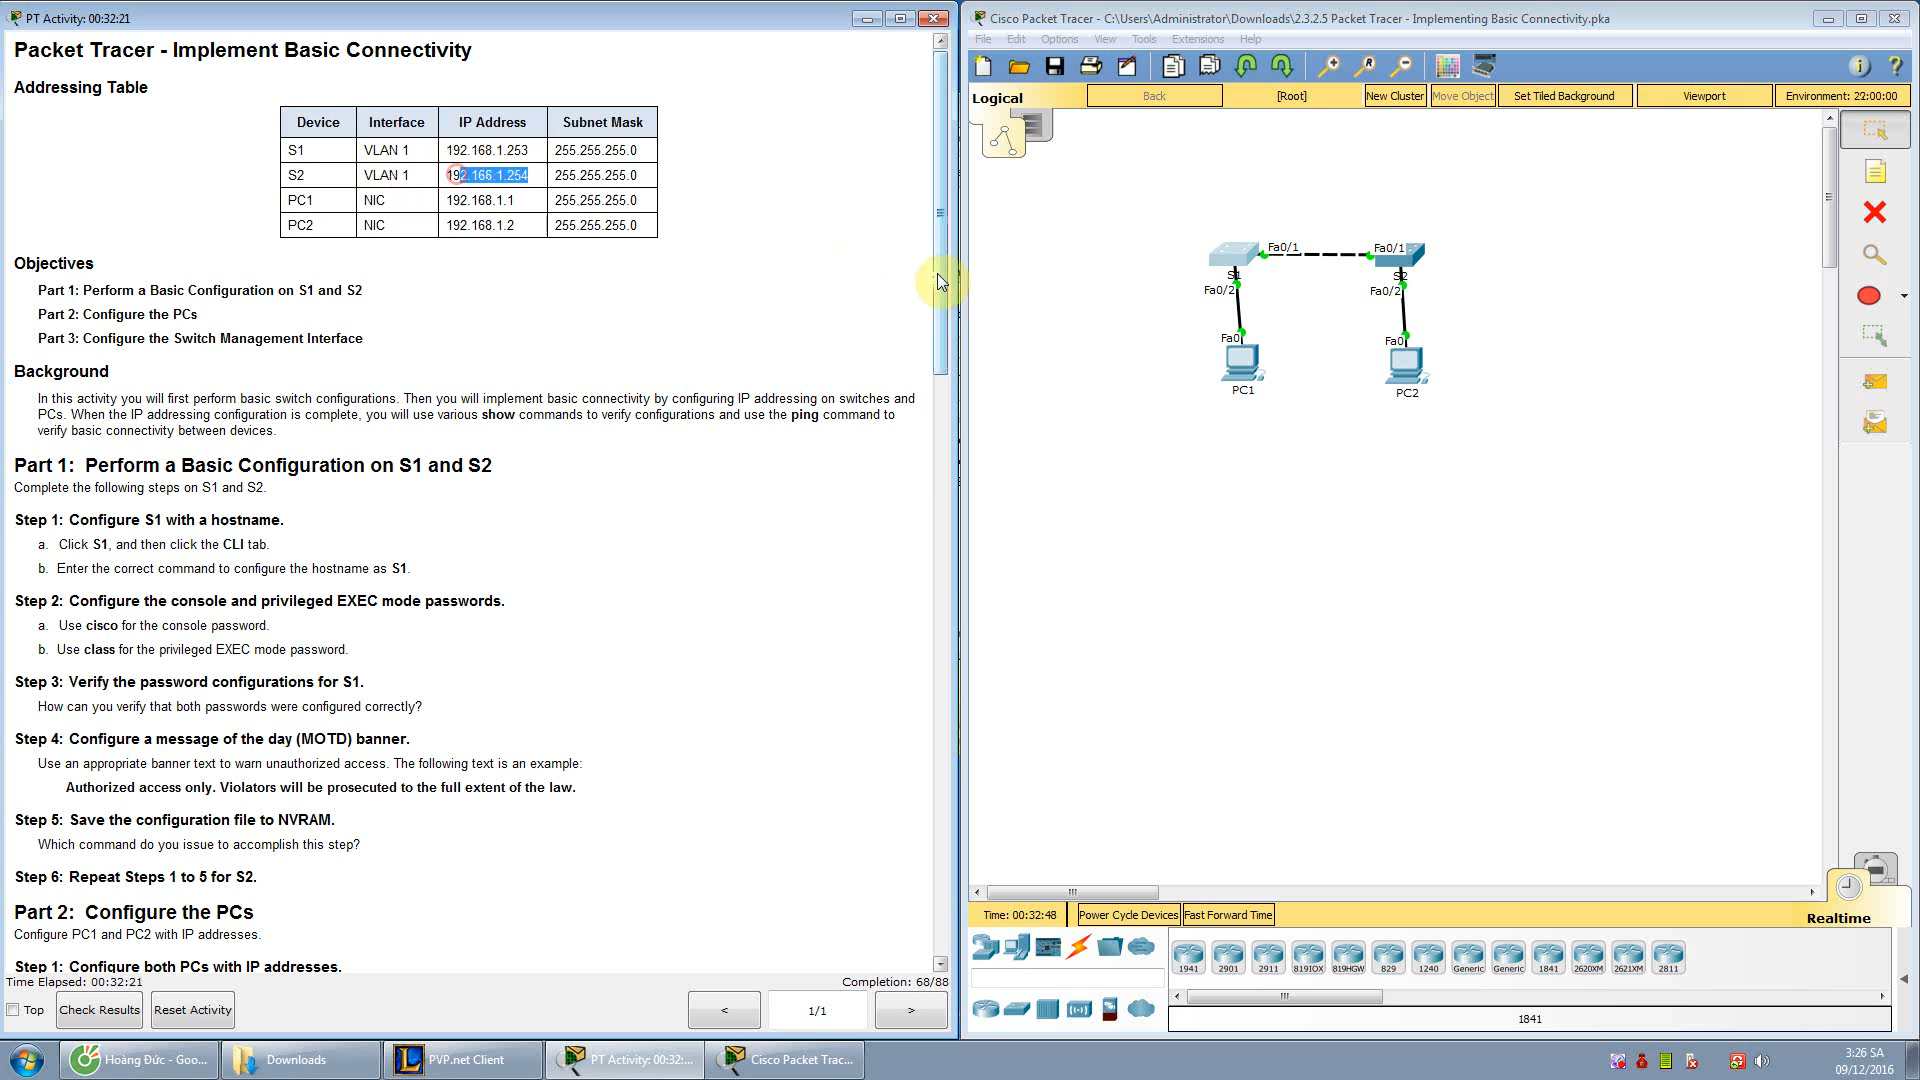 PT Activity: 00:32:21
Packet Tracer - Implement Basic Connectivity
Addressing Table
Device Interface IP Address Subnet Mask
S1 VLAN 1 192.168.1.253 255.255.255.0
S2 VLAN 1 192.166.1.254 255.255.255.0
PC1 NIC 192.168.1.1 255.255.255.0
PC2 NIC 192.168.1.2 255.255.255.0
Objectives
Part 1: Perform a Basic Configuration on S1 and S2
Part 2: Configure the PCs
Part 3: Configure the Switch Management Interface
Background
In this activity you will first perform basic switch configurations. Then you will implement basic connectivity by configuring IP addressing on switches and
PCs. When the IP addressing configuration is complete, you will use various show commands to verify configurations and use the ping command to
verify basic connectivity between devices.
Part 1: Perform a Basic Configuration on S1 and S2
Complete the following steps on S1 and S2.
Step 1: Configure S1 with a hostname.
a. Click S1, and then click the CLI tab.
b. Enter the correct command to configure the hostname as S1.
Step 2: Configure the console and privileged EXEC mode passwords.
a. Use cisco for the console password.
b. Use class for the privileged EXEC mode password.
Step 3: Verify the password configurations for S1.
How can you verify that both passwords were configured correctly?
Step 4: Configure a message of the day (MOTD) banner.
Use an appropriate banner text to warn unauthorized access. The following text is an example:
Authorized access only. Violators will be prosecuted to the full extent of the law.
Step 5: Save the configuration file to NVRAM.
Which command do you issue to accomplish this step?
Step 6: Repeat Steps 1 to 5 for S2.
Part 2: Configure the PCs
Configure PC1 and PC2 with IP addresses.
Step 1: Configure both PCs with IP addresses.
Time Elapsed: 00:32:21 Completion: 68/88
Top Check Results Reset Activity < 1/1 >
Cisco Packet Tracer - C:\Users\Administrator\Downloads\2.3.2.5 Packet Tracer - Implementing Basic Connectivity.pka
File Edit Options View Tools Extensions Help
Logical Back [Root] New Cluster Move Object Set Tiled Background Viewport Environment: 22:00:00
Fa0/1 Fa0/1
S1 S2
Fa0/2 Fa0/2
Fa0 Fa0
PC1 PC2
Time: 00:32:48 Power Cycle Devices Fast Forward Time Realtime
1941 2901 2911 819IOX 819HGW 829 1240 Generic Generic 1841 2620XM 2621XM 2811
1841
Hoàng Đức - Goo... Downloads PVP.net Client PT Activity: 00:32:... Cisco Packet Trac...
3:26 SA
09/12/2016